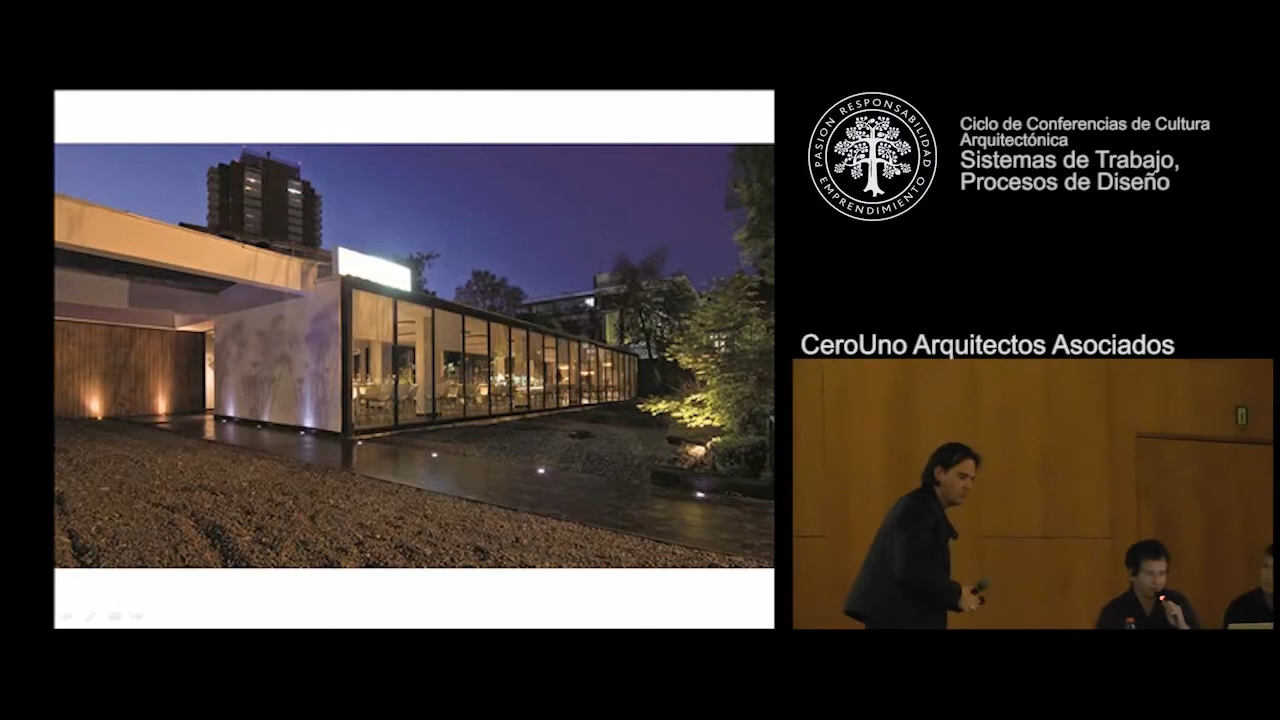 PASION RESPONSABILIDAD
EMPRENDIMIENTO
Ciclo de Conferencias de Cultura
Arquitectónica
Sistemas de Trabajo,
Procesos de Diseño
CeroUno Arquitectos Asociados